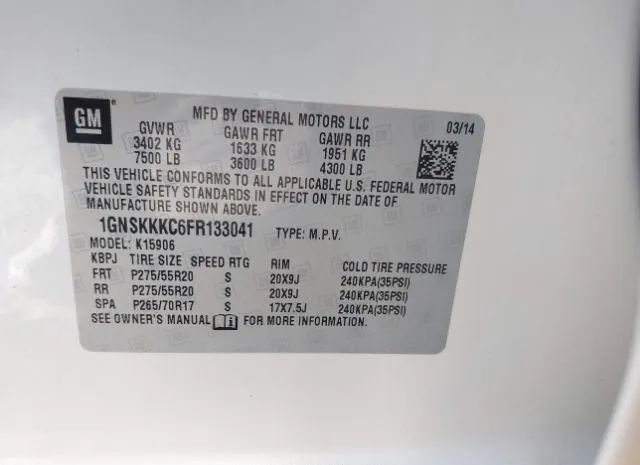 GM
MFD BY GENERAL MOTORS LLC 03/14
GVWR GAWR FRT GAWR RR
3402 KG 1633 KG 1951 KG
7500 LB 3600 LB 4300 LB
THIS VEHICLE CONFORMS TO ALL APPLICABLE U.S. FEDERAL MOTOR
VEHICLE SAFETY STANDARDS IN EFFECT ON THE DATE OF
MANUFACTURE SHOWN ABOVE.
1GNSKKKC6FR133041 TYPE: M.P.V.
MODEL: K15906
KBPJ TIRE SIZE SPEED RTG RIM COLD TIRE PRESSURE
FRT P275/55R20 S 20X9J 240KPA(35PSI)
RR P275/55R20 S 20X9J 240KPA(35PSI)
SPA P265/70R17 S 17X7.5J 240KPA(35PSI)
SEE OWNER'S MANUAL FOR MORE INFORMATION.